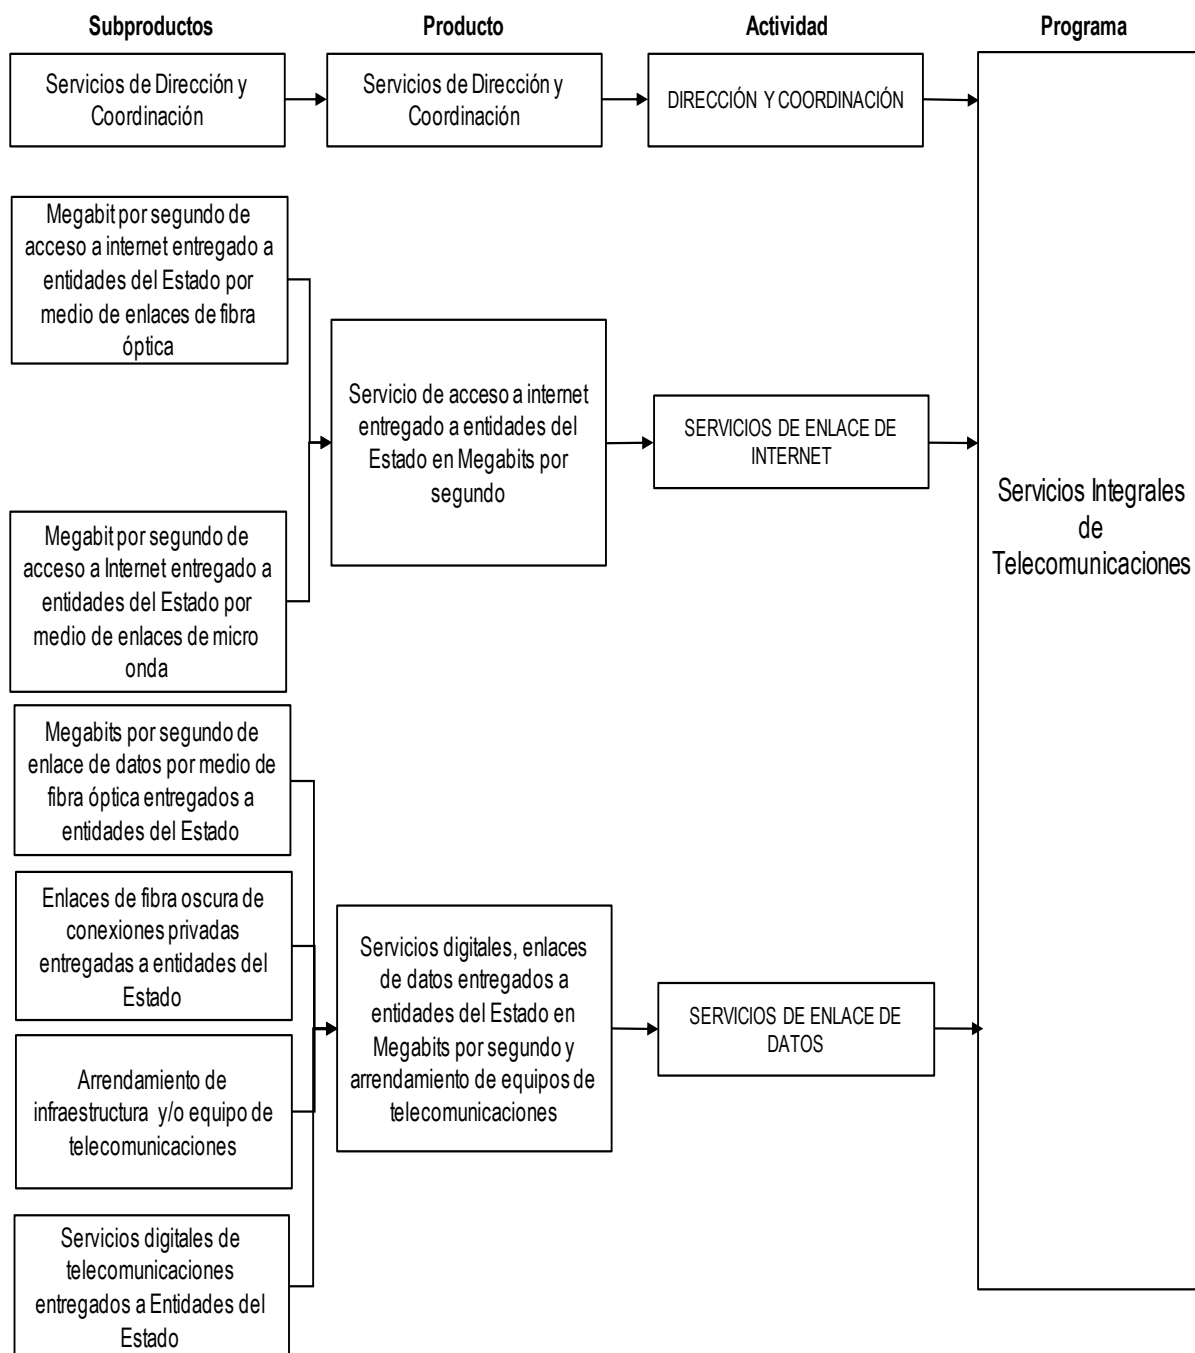 Subproductos
Producto
Actividad
Programa
Servicios de Dirección y
Coordinación
Servicios de Dirección y
Coordinación
DIRECCIÓN Y COORDINACIÓN
Megabit por segundo de
acceso a internet entregado a
entidades del Estado por
medio de enlaces de fibra
óptica
Servicio de acceso a internet
entregado a entidades del
Estado en Megabits por
segundo
SERVICIOS DE ENLACE DE
INTERNET
Servicios Integrales
de
Telecomunicaciones
Megabit por segundo de
acceso a Internet entregado a
entidades del Estado por
medio de enlaces de micro
onda
Megabits por segundo de
enlace de datos por medio de
fibra óptica entregados a
entidades del Estado
Enlaces de fibra oscura de
conexiones privadas
entregadas a entidades del
Estado
Servicios digitales, enlaces
de datos entregados a
entidades del Estado en
Megabits por segundo y
arrendamiento de equipos de
telecomunicaciones
SERVICIOS DE ENLACE DE
DATOS
Arrendamiento de
infraestructura y/o equipo de
telecomunicaciones
Servicios digitales de
telecomunicaciones
entregados a Entidades del
Estado